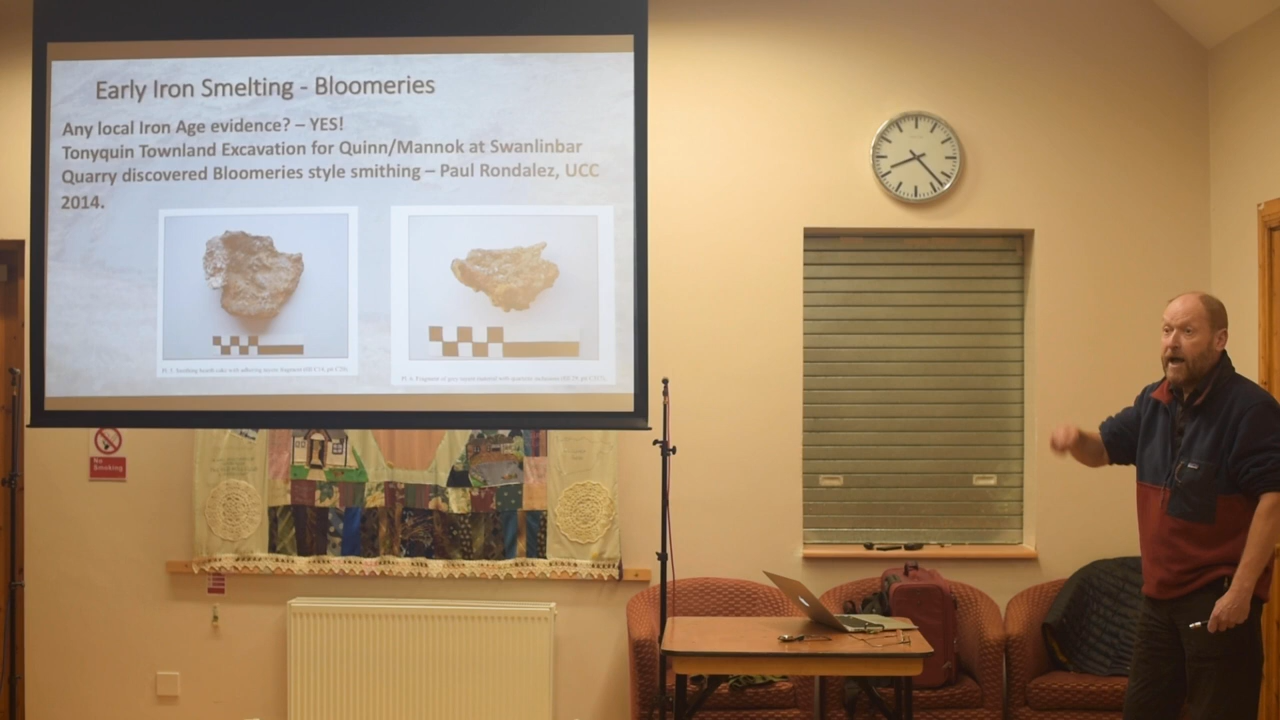 Early Iron Smelting - Bloomeries
Any local Iron Age evidence? – YES!
Tonyquin Townland Excavation for Quinn/Mannok at Swanlinbar
Quarry discovered Bloomeries style smithing – Paul Rondalez, UCC
2014.
No
Smoking